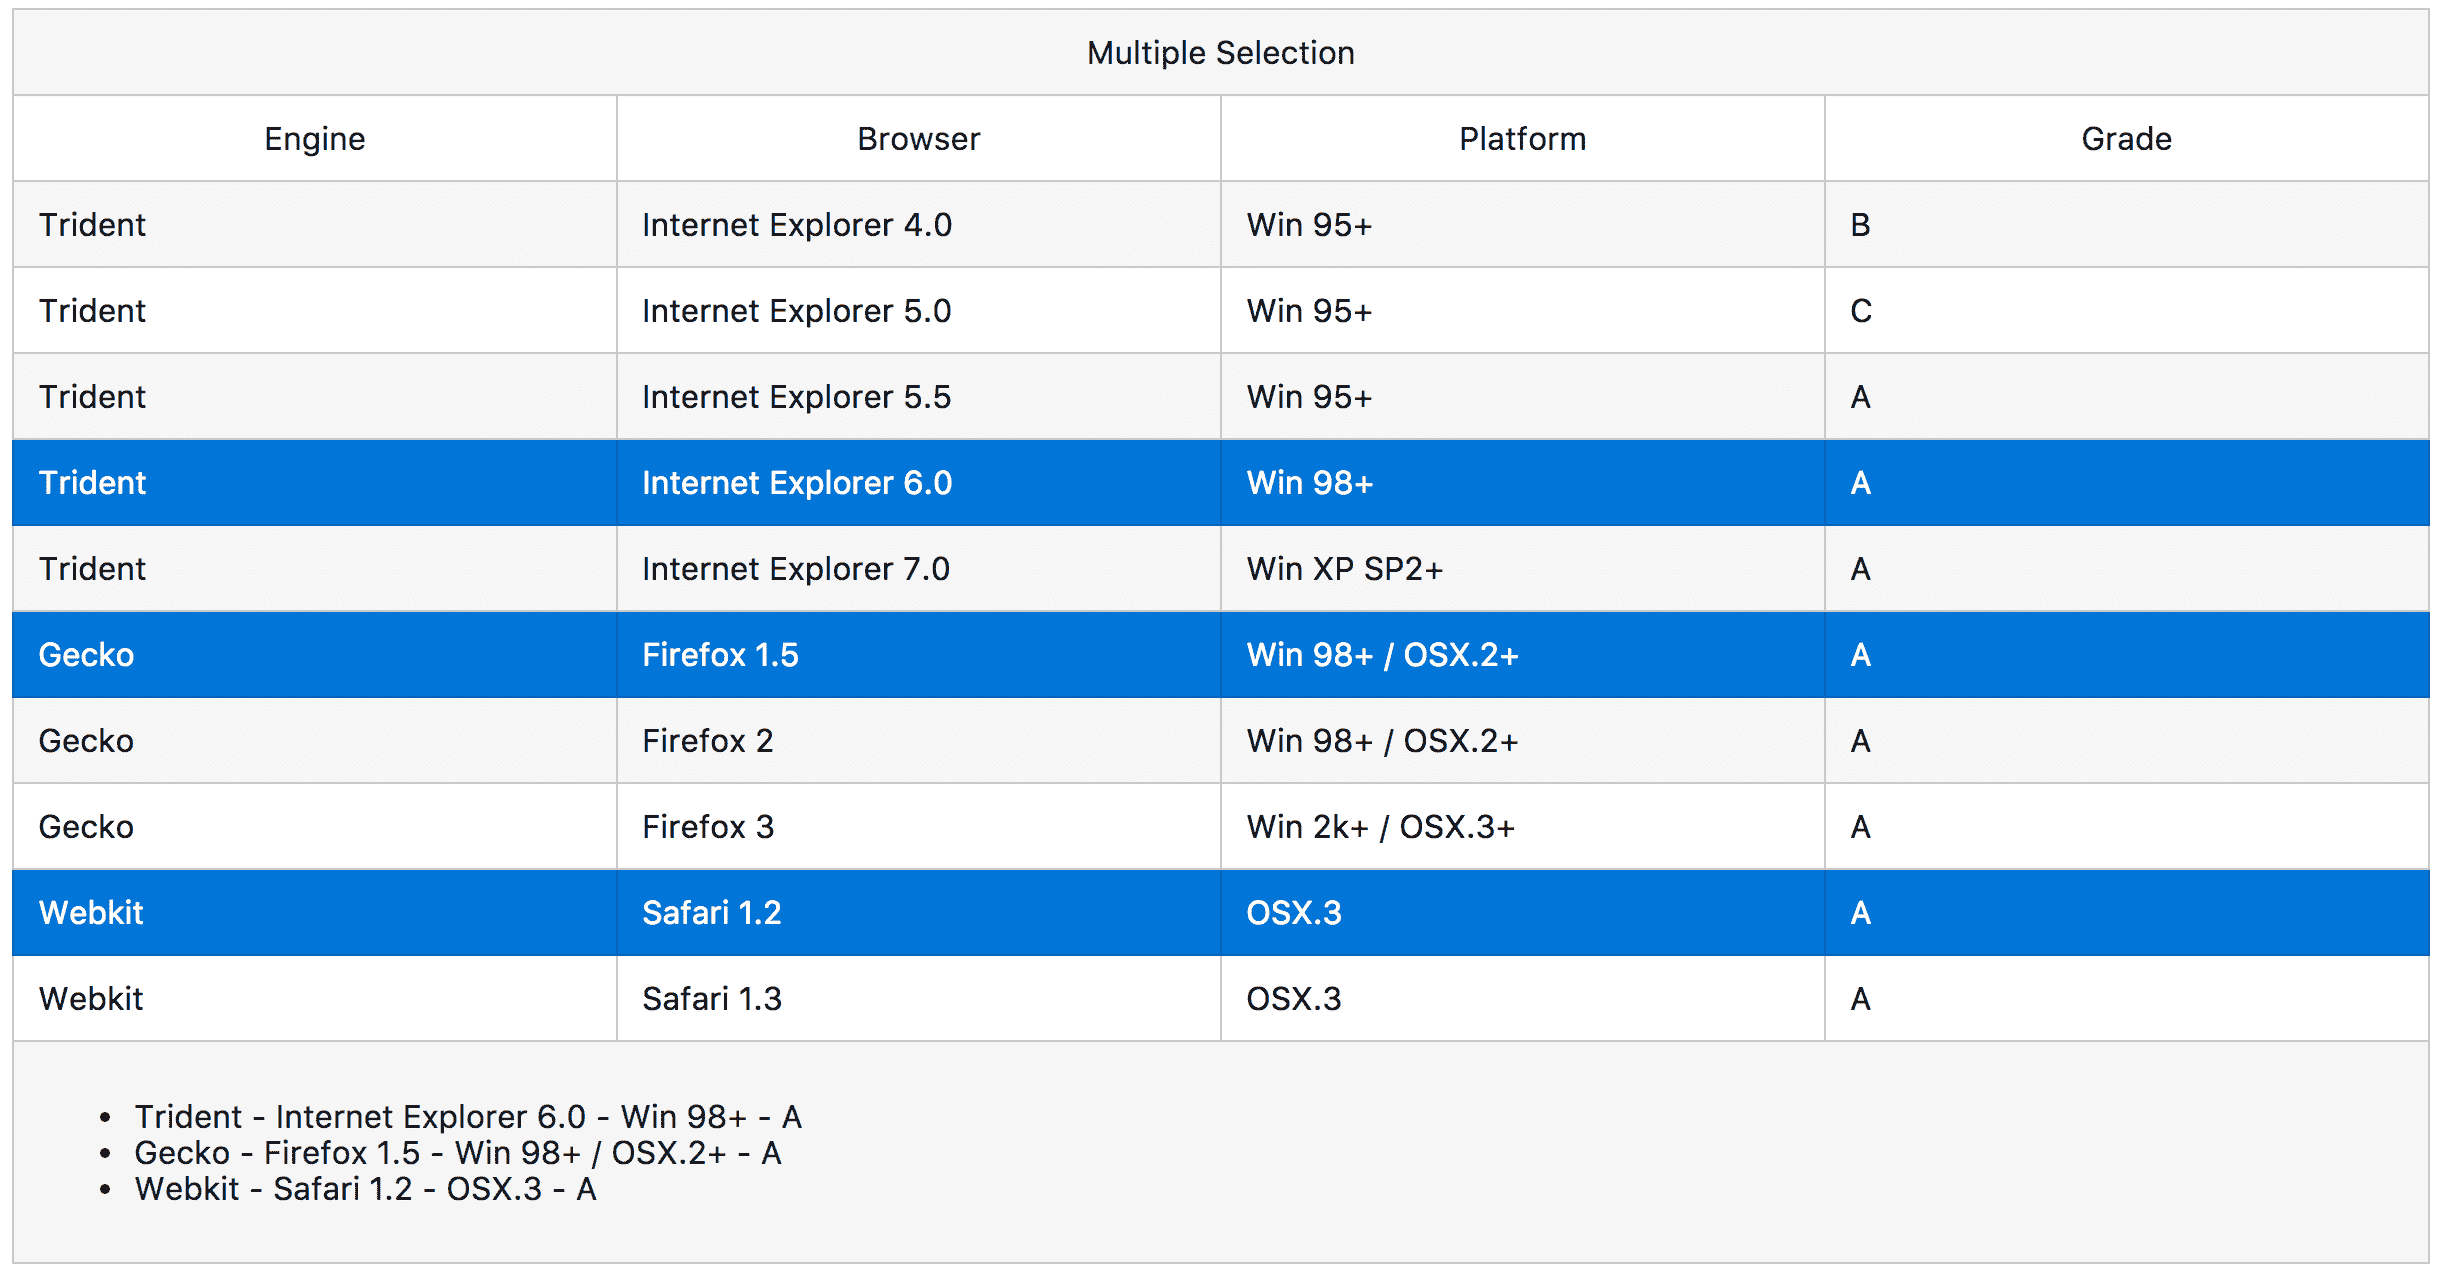 Multiple Selection
Engine Browser Platform Grade
Trident Internet Explorer 4.0 Win 95+ B
Trident Internet Explorer 5.0 Win 95+ C
Trident Internet Explorer 5.5 Win 95+ A
Trident Internet Explorer 6.0 Win 98+ A
Trident Internet Explorer 7.0 Win XP SP2+ A
Gecko Firefox 1.5 Win 98+ / OSX.2+ A
Gecko Firefox 2 Win 98+ / OSX.2+ A
Gecko Firefox 3 Win 2k+ / OSX.3+ A
Webkit Safari 1.2 OSX.3 A
Webkit Safari 1.3 OSX.3 A
• Trident - Internet Explorer 6.0 - Win 98+ - A
• Gecko - Firefox 1.5 - Win 98+ / OSX.2+ - A
• Webkit - Safari 1.2 - OSX.3 - A